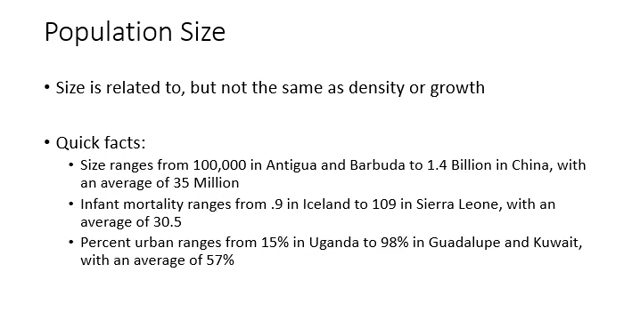 Population Size
• Size is related to, but not the same as density or growth
• Quick facts:
• Size ranges from 100,000 in Antigua and Barbuda to 1.4 Billion in China, with
an average of 35 Million
• Infant mortality ranges from .9 in Iceland to 109 in Sierra Leone, with an
average of 30.5
• Percent urban ranges from 15% in Uganda to 98% in Guadalupe and Kuwait,
with an average of 57%